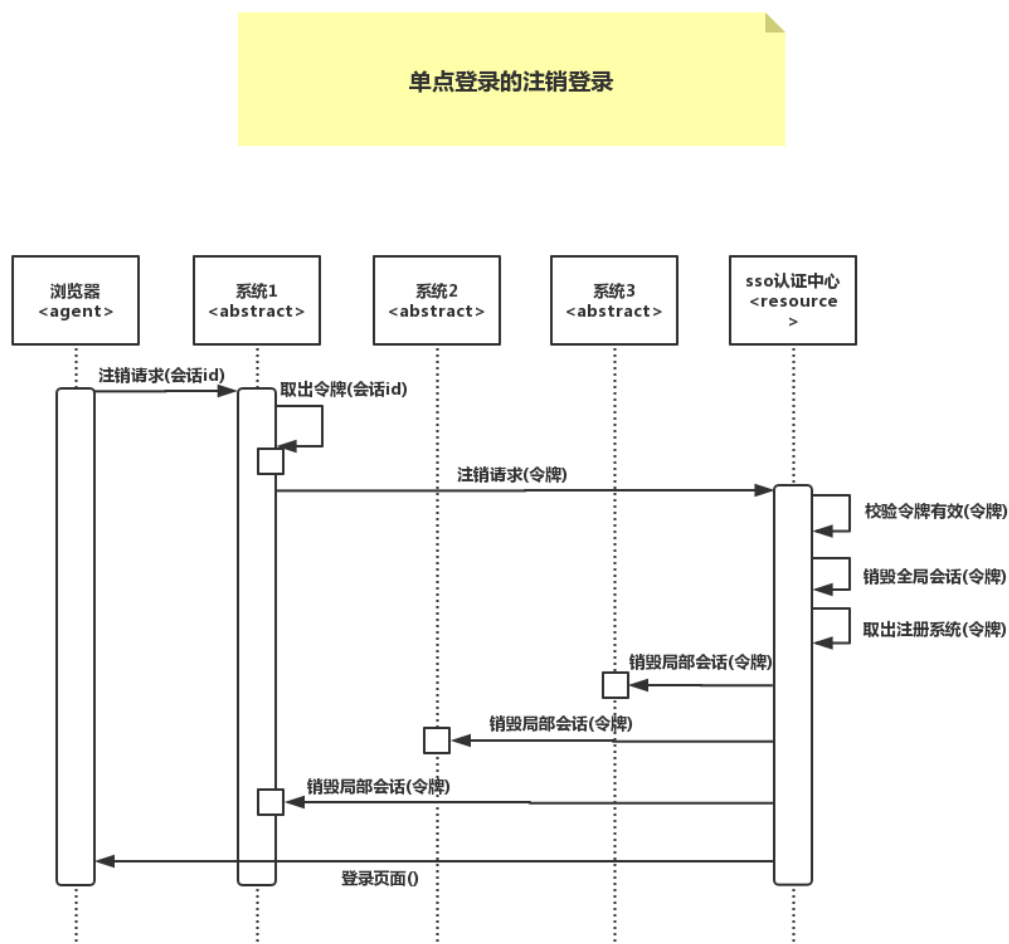 单点登录的注销登录
浏览器
<agent>
系统1
<abstract>
系统2
<abstract>
系统3
<abstract>
sso认证中心
<resource
>
注销请求(会话id)
取出令牌(会话id)
注销请求(令牌)
校验令牌有效(令牌)
销毁全局会话(令牌)
取出注册系统(令牌)
销毁局部会话(令牌)
销毁局部会话(令牌)
销毁局部会话(令牌)
登录页面()